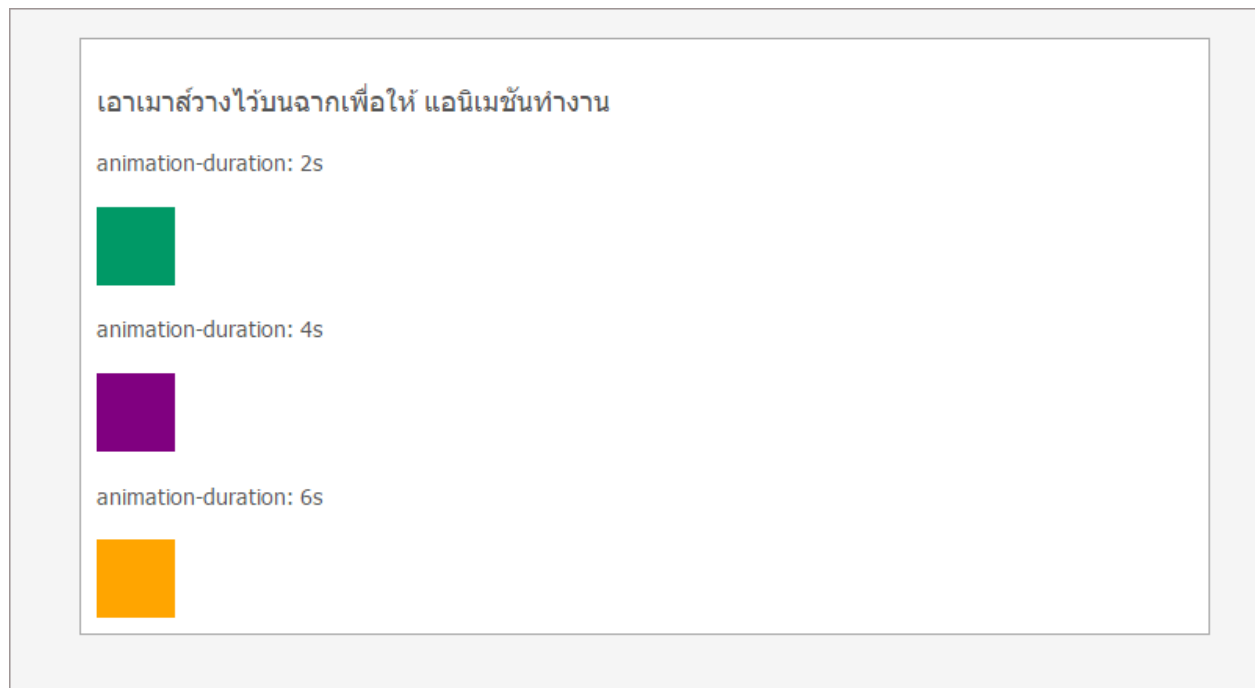 เอาเมาส์วางไว้บนฉากเพื่อให้ แอนิเมชันทำงาน
animation-duration: 2s
animation-duration: 4s
animation-duration: 6s